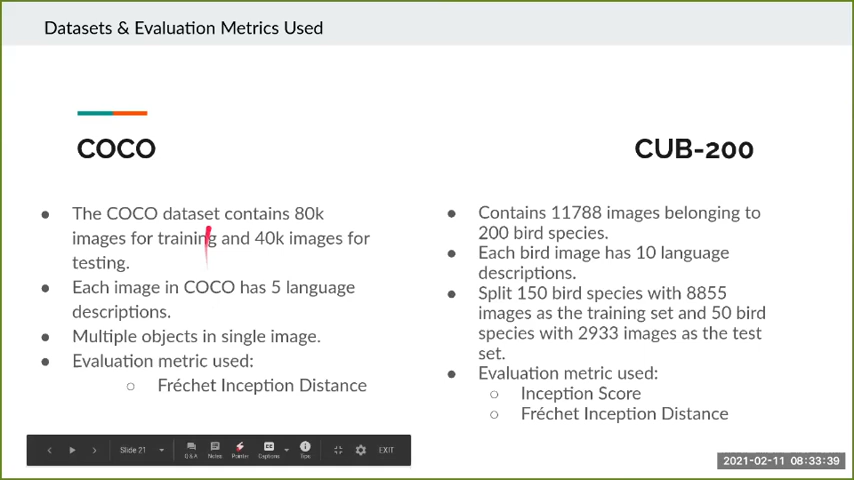 Datasets & Evaluation Metrics Used
COCO
● The COCO dataset contains 80k
images for training and 40k images for
testing.
● Each image in COCO has 5 language
descriptions.
● Multiple objects in single image.
● Evaluation metric used:
○ Fréchet Inception Distance
CUB-200
● Contains 11788 images belonging to
200 bird species.
● Each bird image has 10 language
descriptions.
● Split 150 bird species with 8855
images as the training set and 50 bird
species with 2933 images as the test
set.
● Evaluation metric used:
○ Inception Score
○ Fréchet Inception Distance
Slide 21
Q & A
Notes
Pointer
CC
Captions
Tips
EXIT
2021-02-11 08:33:39